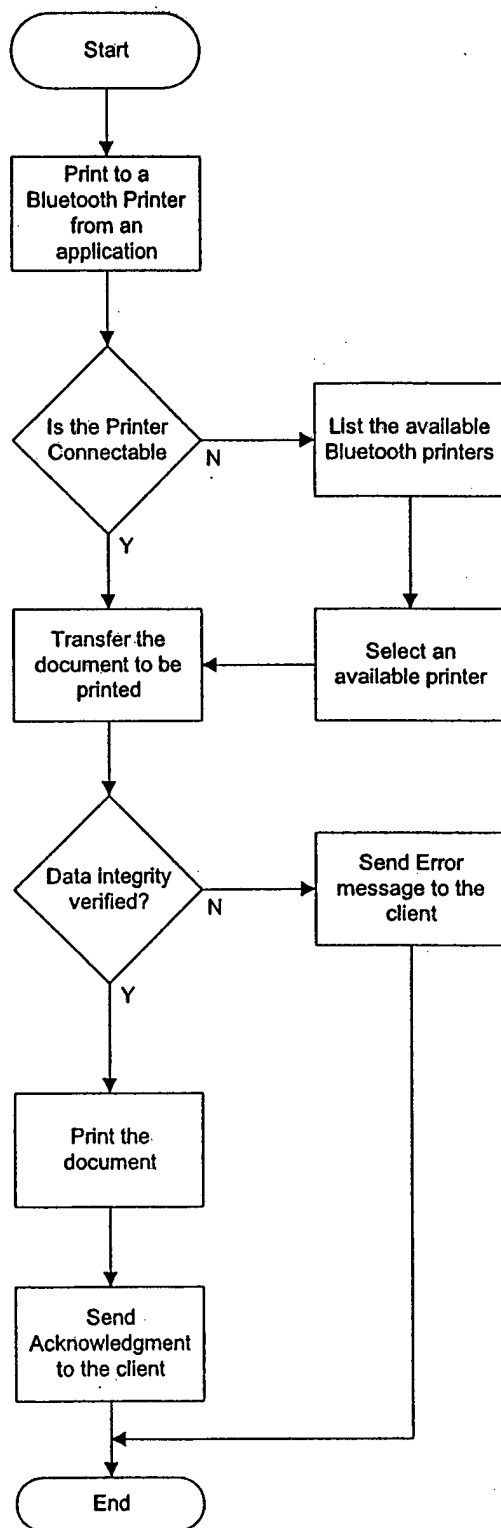 Start
Print to a
Bluetooth Printer
from an
application
Is the Printer
Connectable
N
List the available
Bluetooth printers
Y
Transfer the
document to be
printed
Select an
available printer
Data integrity
verified?
N
Send Error
message to the
client
Y
Print the
document
Send
Acknowledgment
to the client
End